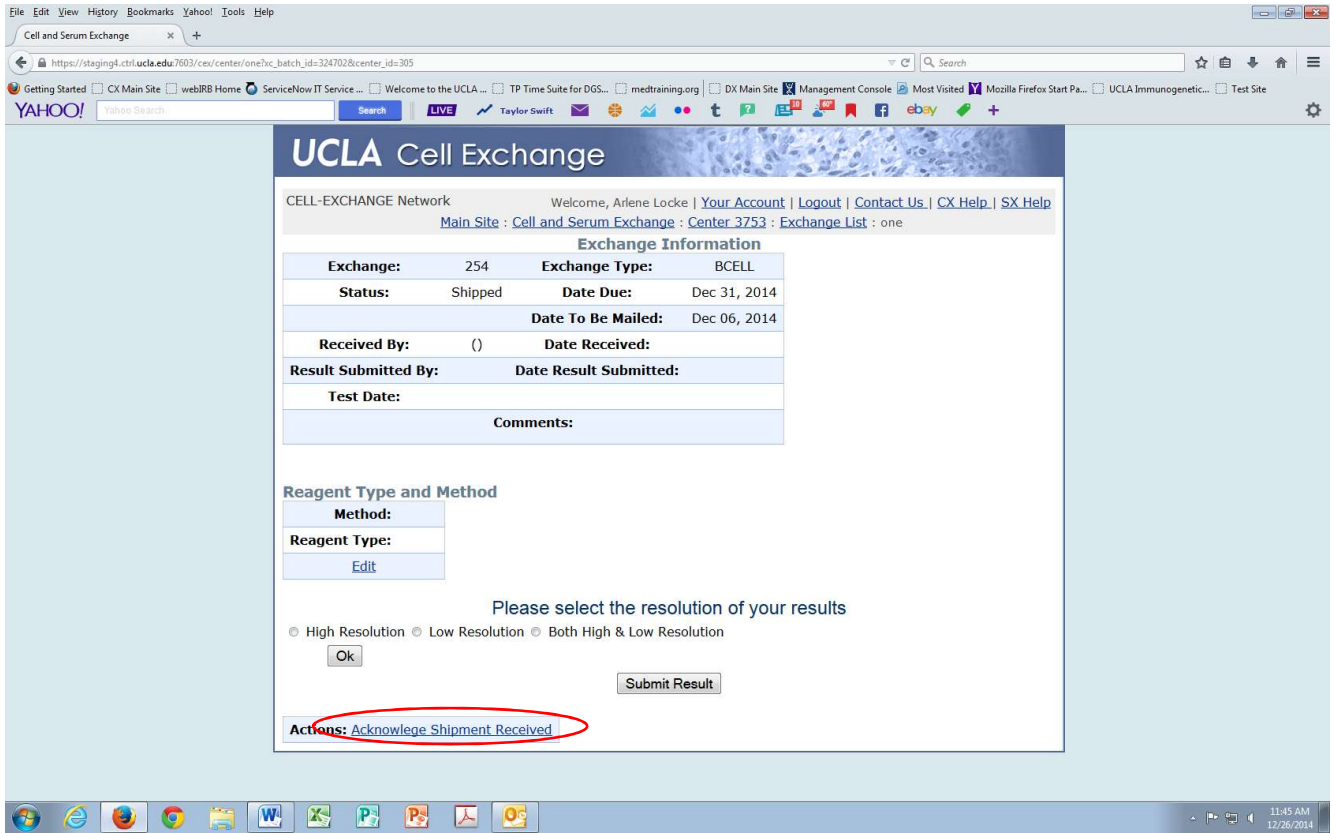 File Edit View History Bookmarks Yahoo! Tools Help
Cell and Serum Exchange × +
https://staging4.ctrl.ucla.edu:7603/cex/center/one?xc_batch_id=324702&center_id=305 Search
Getting Started CX Main Site webIRB Home ServiceNow IT Service ... Welcome to the UCLA ... TP Time Suite for DGS... medtraining.org DX Main Site Management Console Most Visited Mozilla Firefox Start Pa... UCLA Immunogenetic... Test Site
YAHOO! Yahoo Search Search LIVE Taylor Swift t ? 10 60° f ebay +
UCLA Cell Exchange
CELL-EXCHANGE Network Welcome, Arlene Locke | Your Account | Logout | Contact Us | CX Help | SX Help
Main Site : Cell and Serum Exchange : Center 3753 : Exchange List : one
Exchange Information
Exchange: 254 Exchange Type: BCELL
Status: Shipped Date Due: Dec 31, 2014
Date To Be Mailed: Dec 06, 2014
Received By: () Date Received:
Result Submitted By: Date Result Submitted:
Test Date:
Comments:
Reagent Type and Method
Method:
Reagent Type:
Edit
Please select the resolution of your results
High Resolution Low Resolution Both High & Low Resolution
Ok
Submit Result
Actions: Acknowlege Shipment Received
11:45 AM
12/26/2014